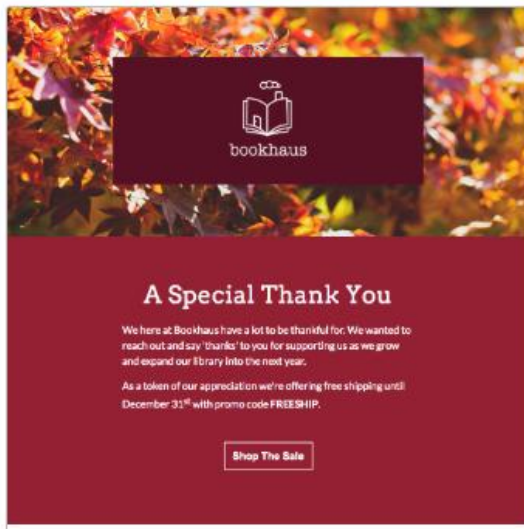 bookhaus
A Special Thank You
We here at Bookhaus have a lot to be thankful for. We wanted to
reach out and say 'thanks' to you for supporting us as we grow
and expand our library into the next year.
As a token of our appreciation we're offering free shipping until
December 31st with promo code FREESHIP.
Shop The Sale